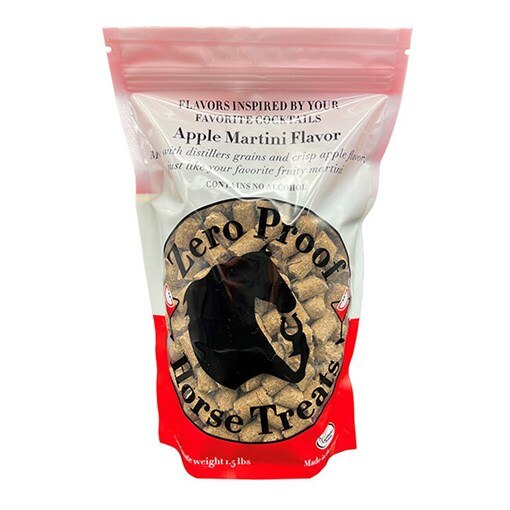 FLAVORS INSPIRED BY YOUR
FAVORITE COCKTAILS
Apple Martini Flavor
with distillers grains and crisp apple flavor
just like your favorite fruity martini
CONTAINS NO ALCOHOL
Zero Proof
Horse Treats
weight 1.5 lbs
Made